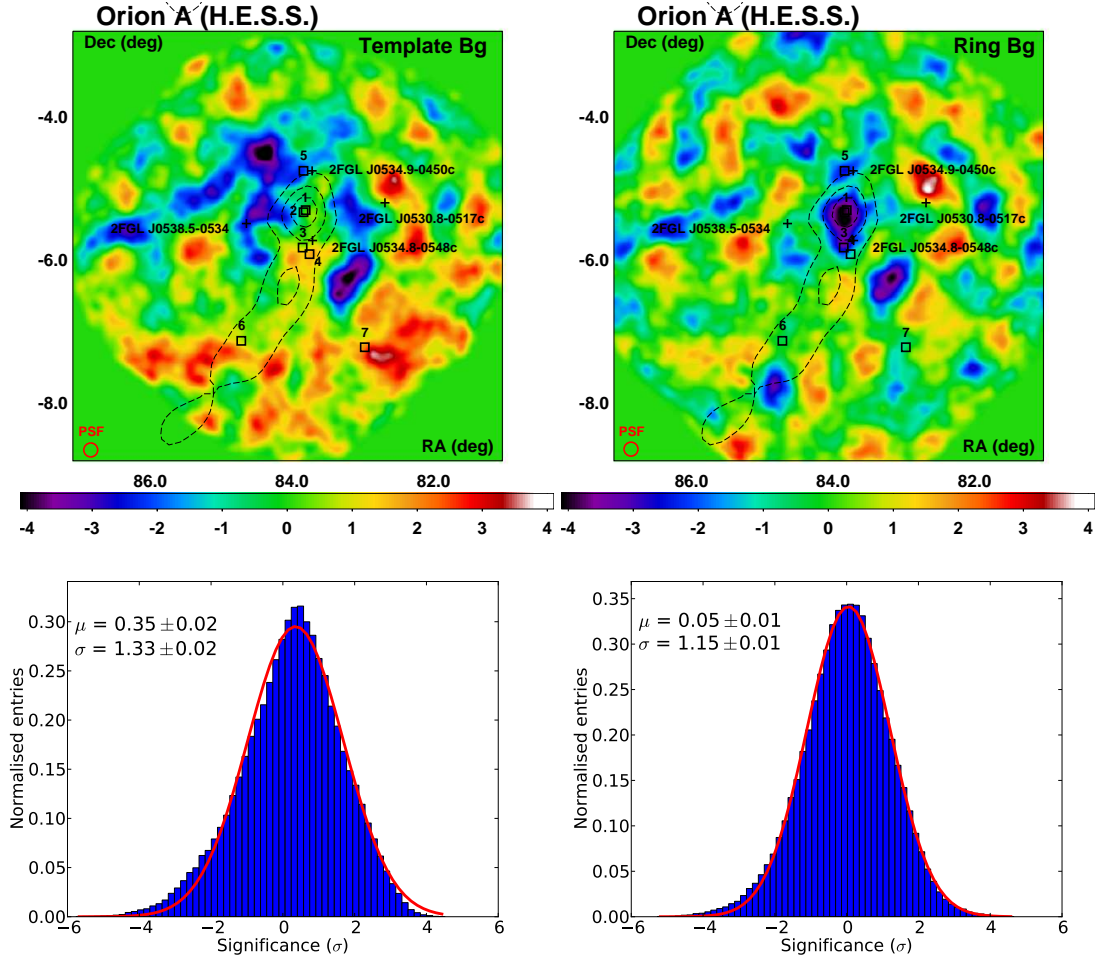 Orion A (H.E.S.S.)
Dec (deg)
Template Bg
-4.0
5
2FGL J0534.9-0450c
1
2
2FGL J0530.8-0517c
2FGL J0538.5-0534
3
2FGL J0534.8-0548c
4
-6.0
6
7
-8.0
PSF
RA (deg)
86.0 84.0 82.0
-4 -3 -2 -1 0 1 2 3 4
Orion A (H.E.S.S.)
Dec (deg)
Ring Bg
-4.0
5
2FGL J0534.9-0450c
1
2FGL J0530.8-0517c
2FGL J0538.5-0534
3
2FGL J0534.8-0548c
-6.0
6
7
-8.0
PSF
RA (deg)
86.0 84.0 82.0
-4 -3 -2 -1 0 1 2 3 4
μ = 0.35 ±0.02
σ = 1.33 ±0.02
Normalised entries
0.30
0.25
0.20
0.15
0.10
0.05
0.00
−6 −4 −2 0 2 4 6
Significance (σ)
μ = 0.05 ±0.01
σ = 1.15 ±0.01
Normalised entries
0.35
0.30
0.25
0.20
0.15
0.10
0.05
0.00
−6 −4 −2 0 2 4 6
Significance (σ)